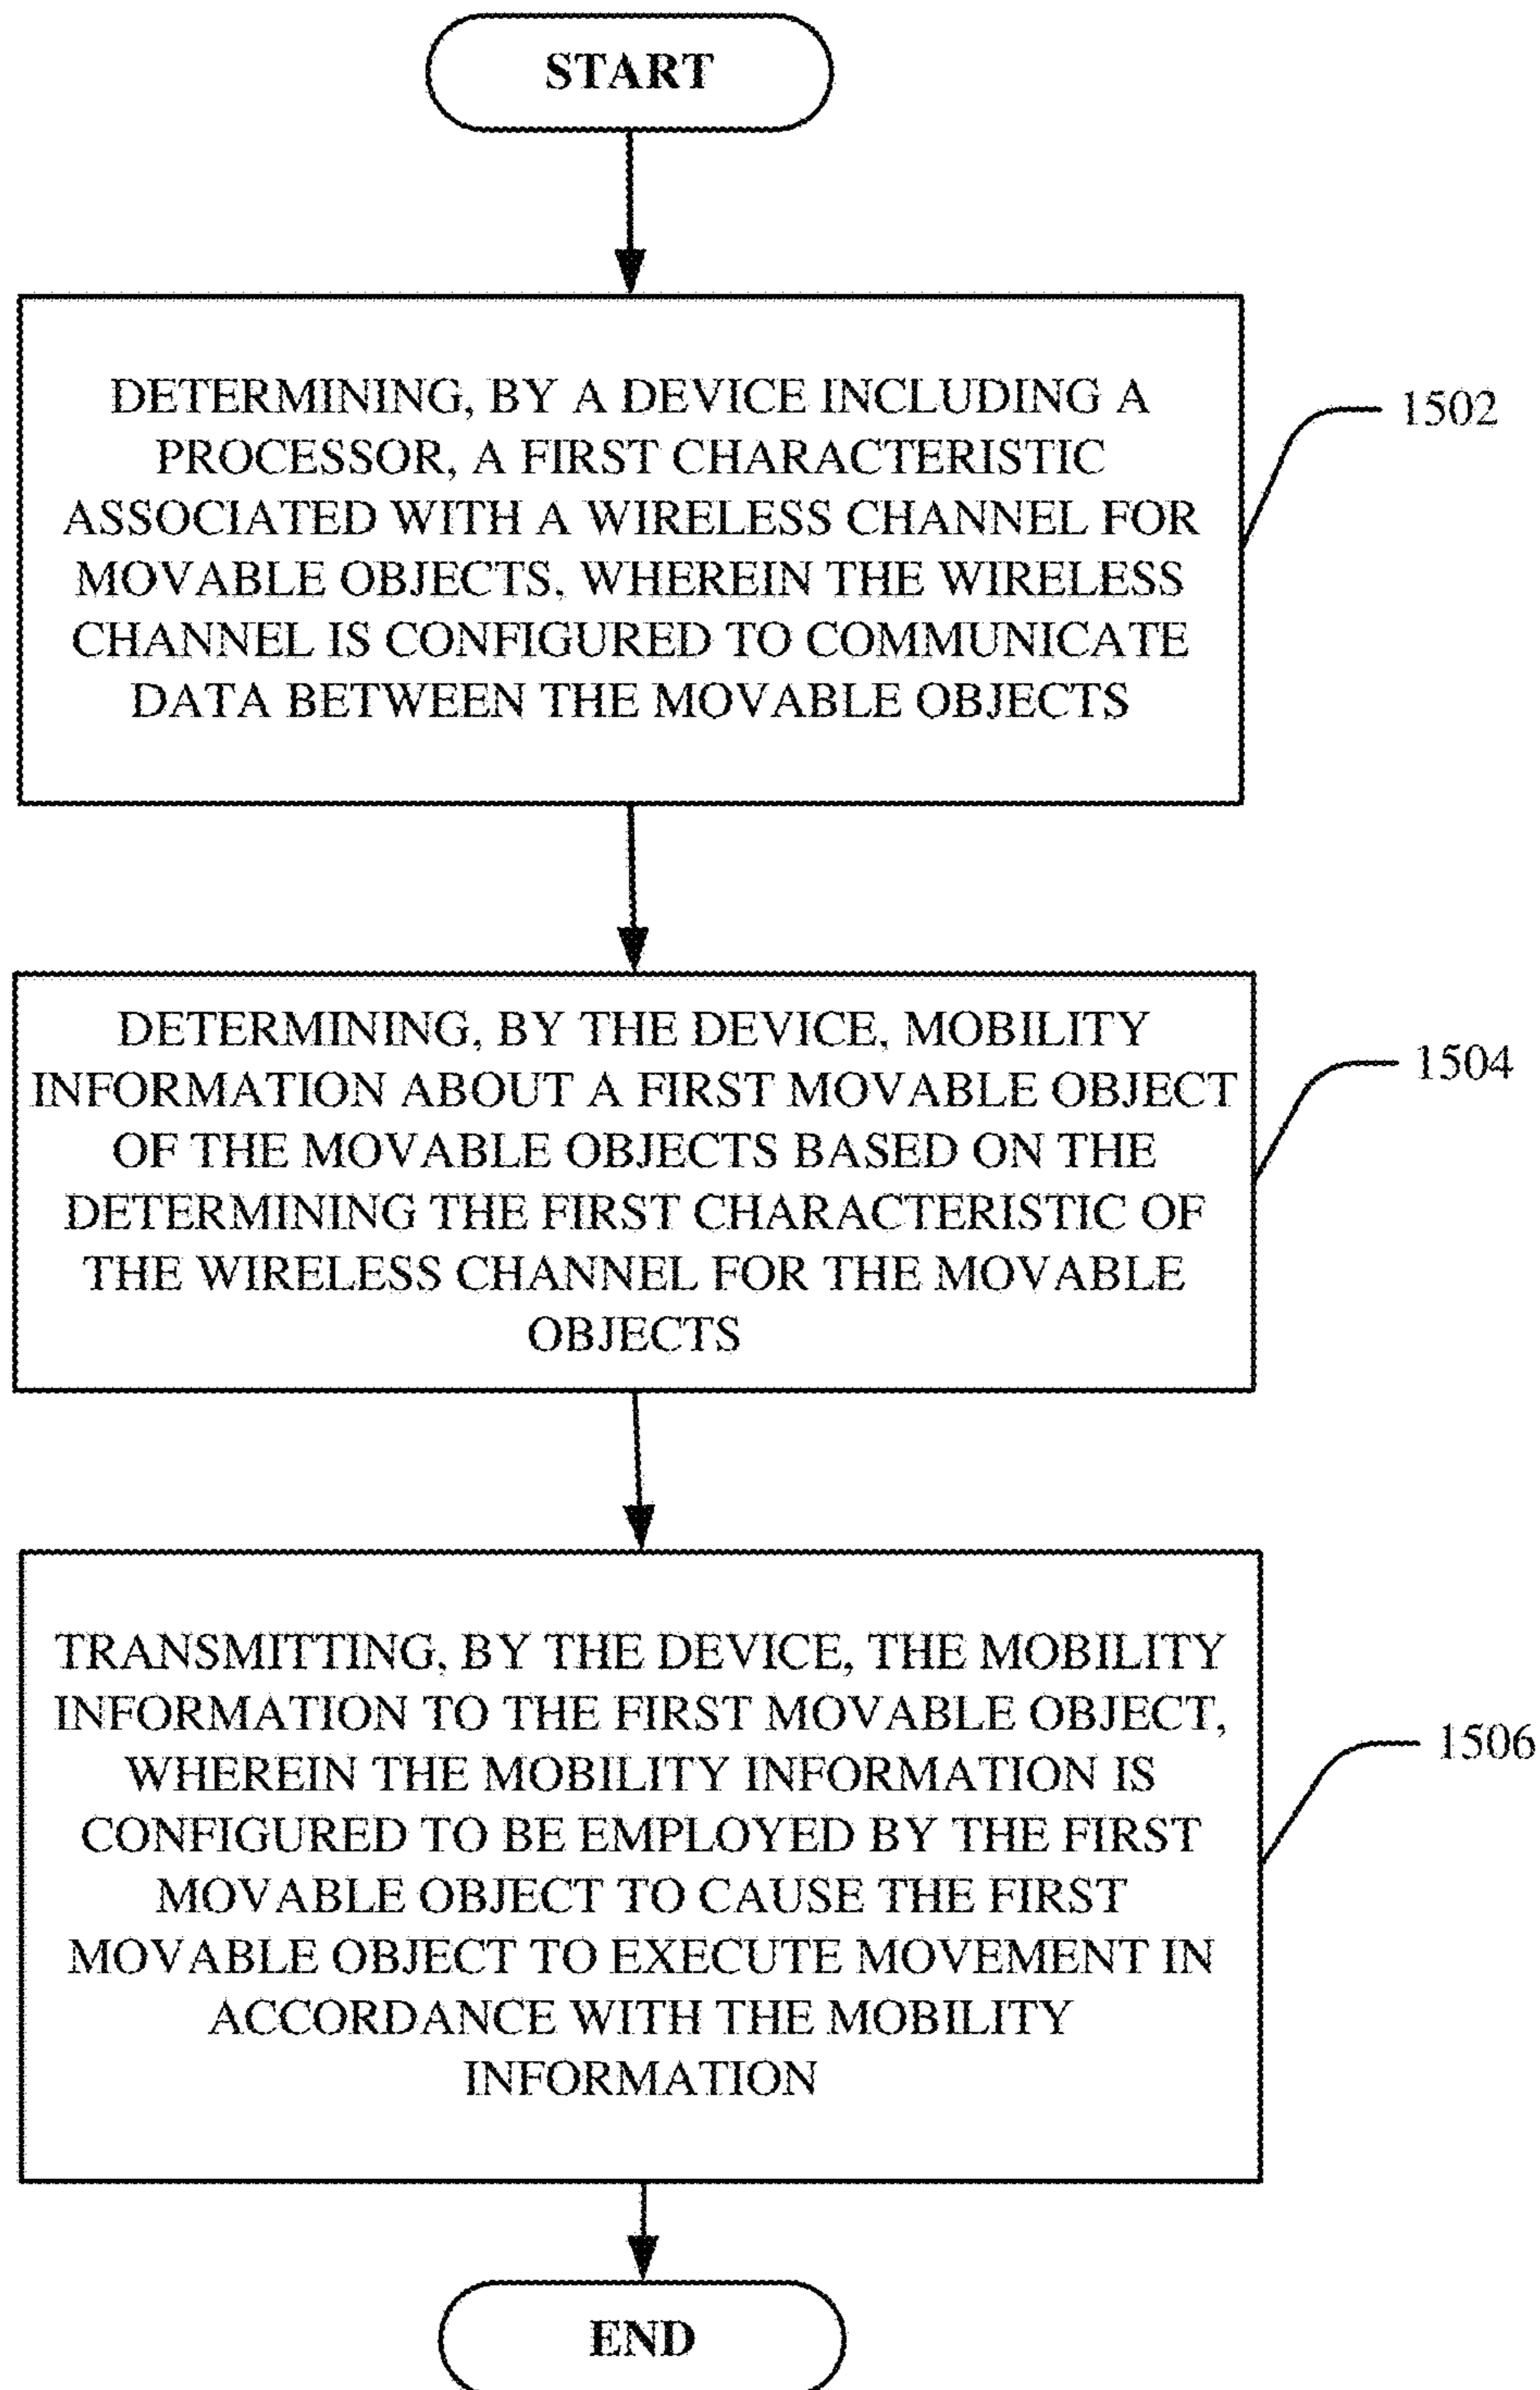 START
DETERMINING, BY A DEVICE INCLUDING A
PROCESSOR, A FIRST CHARACTERISTIC
ASSOCIATED WITH A WIRELESS CHANNEL FOR
MOVABLE OBJECTS, WHEREIN THE WIRELESS
CHANNEL IS CONFIGURED TO COMMUNICATE
DATA BETWEEN THE MOVABLE OBJECTS
1502
DETERMINING, BY THE DEVICE, MOBILITY
INFORMATION ABOUT A FIRST MOVABLE OBJECT
OF THE MOVABLE OBJECTS BASED ON THE
DETERMINING THE FIRST CHARACTERISTIC OF
THE WIRELESS CHANNEL FOR THE MOVABLE
OBJECTS
1504
TRANSMITTING, BY THE DEVICE, THE MOBILITY
INFORMATION TO THE FIRST MOVABLE OBJECT,
WHEREIN THE MOBILITY INFORMATION IS
CONFIGURED TO BE EMPLOYED BY THE FIRST
MOVABLE OBJECT TO CAUSE THE FIRST
MOVABLE OBJECT TO EXECUTE MOVEMENT IN
ACCORDANCE WITH THE MOBILITY
INFORMATION
1506
END